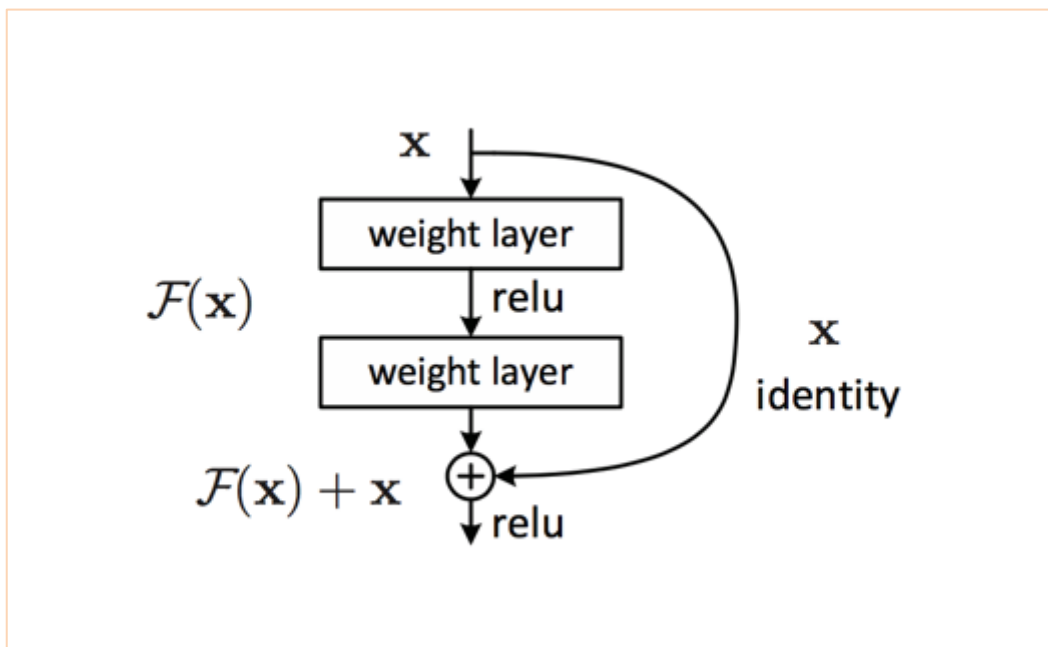 x
weight layer
relu
F(x)
weight layer
x
identity
F(x) + x
relu